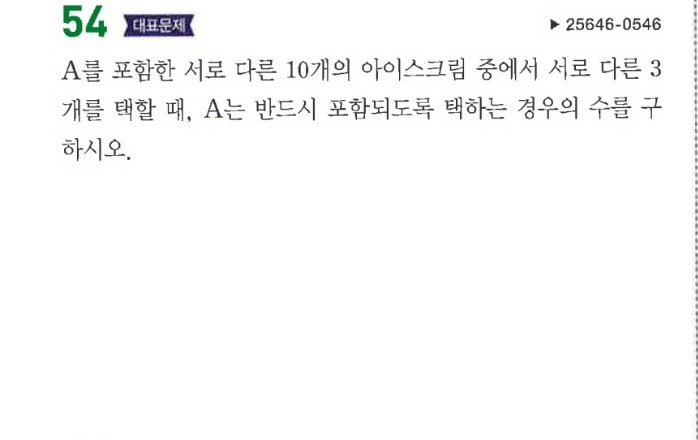 54 대표문제 ▶ 25646-0546
A를 포함한 서로 다른 10개의 아이스크림 중에서 서로 다른 3
개를 택할 때, A는 반드시 포함되도록 택하는 경우의 수를 구
하시오.